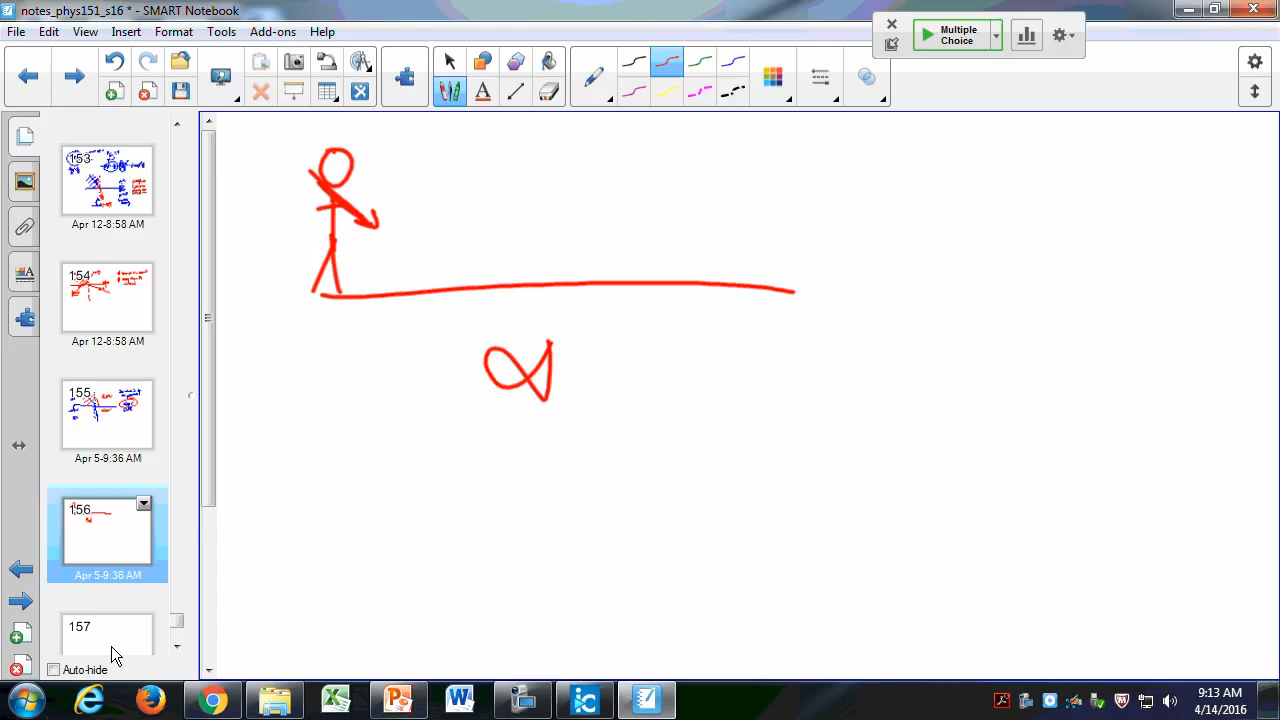 notes_phys151_s16 * - SMART Notebook
File Edit View Insert Format Tools Add-ons Help
Multiple
Choice
153
Apr 12-8:58 AM
154
Apr 12-8:58 AM
155
Apr 5-9:36 AM
156
Apr 5-9:36 AM
157
Auto-hide
9:13 AM
4/14/2016